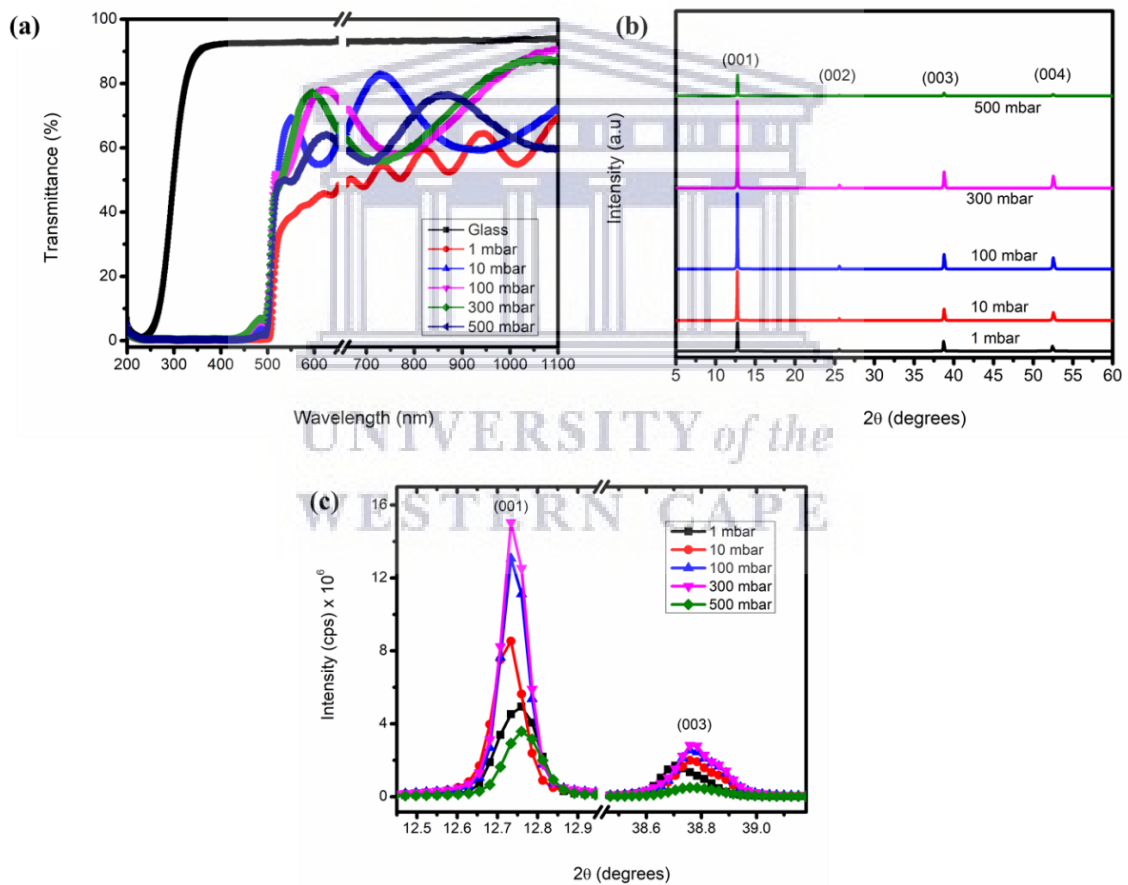 (a)
100
80
60
40
20
0
Transmittance (%)
Glass
1 mbar
10 mbar
100 mbar
300 mbar
500 mbar
200 300 400 500 600 700 800 900 1000 1100
Wavelength (nm)
(b)
(001) (002) (003) (004)
500 mbar
300 mbar
100 mbar
10 mbar
1 mbar
Intensity (a.u)
5 10 15 20 25 30 35 40 45 50 55 60
2θ (degrees)
UNIVERSITY of the
WESTERN CAPE
(c)
16
12
8
4
0
Intensity (cps) x 10⁶
(001)
(003)
1 mbar
10 mbar
100 mbar
300 mbar
500 mbar
12.5 12.6 12.7 12.8 12.9 38.6 38.8 39.0
2θ (degrees)